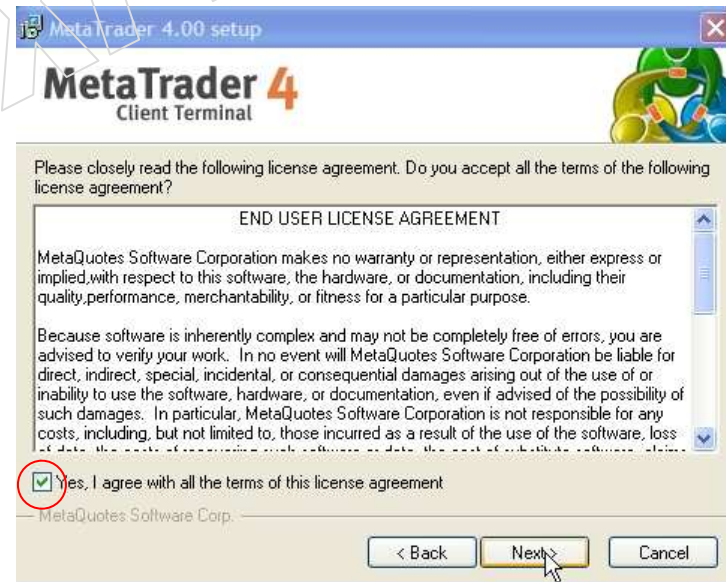 MetaTrader 4.00 setup
MetaTrader 4
Client Terminal
Please closely read the following license agreement. Do you accept all the terms of the following
license agreement?
END USER LICENSE AGREEMENT
MetaQuotes Software Corporation makes no warranty or representation, either express or
implied,with respect to this software, the hardware, or documentation, including their
quality,performance, merchantability, or fitness for a particular purpose.
Because software is inherently complex and may not be completely free of errors, you are
advised to verify your work. In no event will MetaQuotes Software Corporation be liable for
direct, indirect, special, incidental, or consequential damages arising out of the use of or
inability to use the software, hardware, or documentation, even if advised of the possibility of
such damages. In particular, MetaQuotes Software Corporation is not responsible for any
costs, including, but not limited to, those incurred as a result of the use of the software, loss
Yes, I agree with all the terms of this license agreement
MetaQuotes Software Corp.
< Back
Next >
Cancel